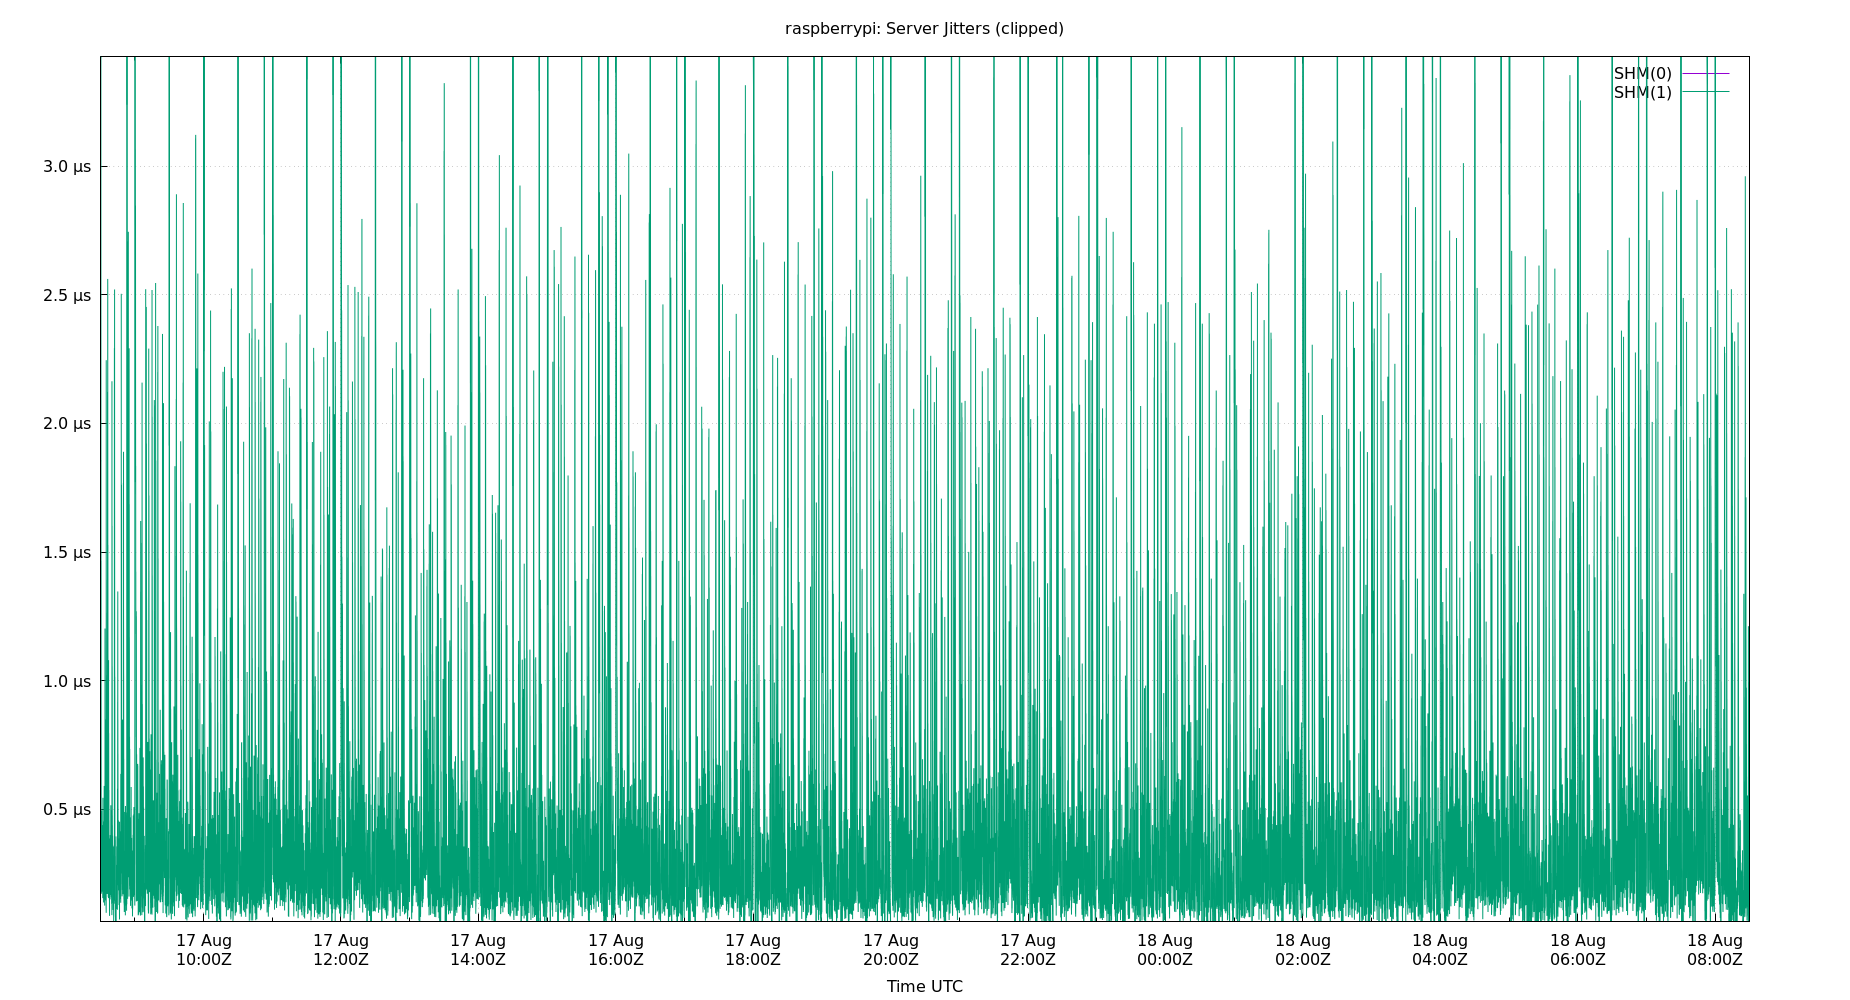 raspberrypi: Server Jitters (clipped)
SHM(0)
SHM(1)
3.0 µs
2.5 µs
2.0 µs
1.5 µs
1.0 µs
0.5 µs
17 Aug 17 Aug 17 Aug 17 Aug 17 Aug 17 Aug 17 Aug 18 Aug 18 Aug 18 Aug 18 Aug 18 Aug
10:00Z 12:00Z 14:00Z 16:00Z 18:00Z 20:00Z 22:00Z 00:00Z 02:00Z 04:00Z 06:00Z 08:00Z
Time UTC